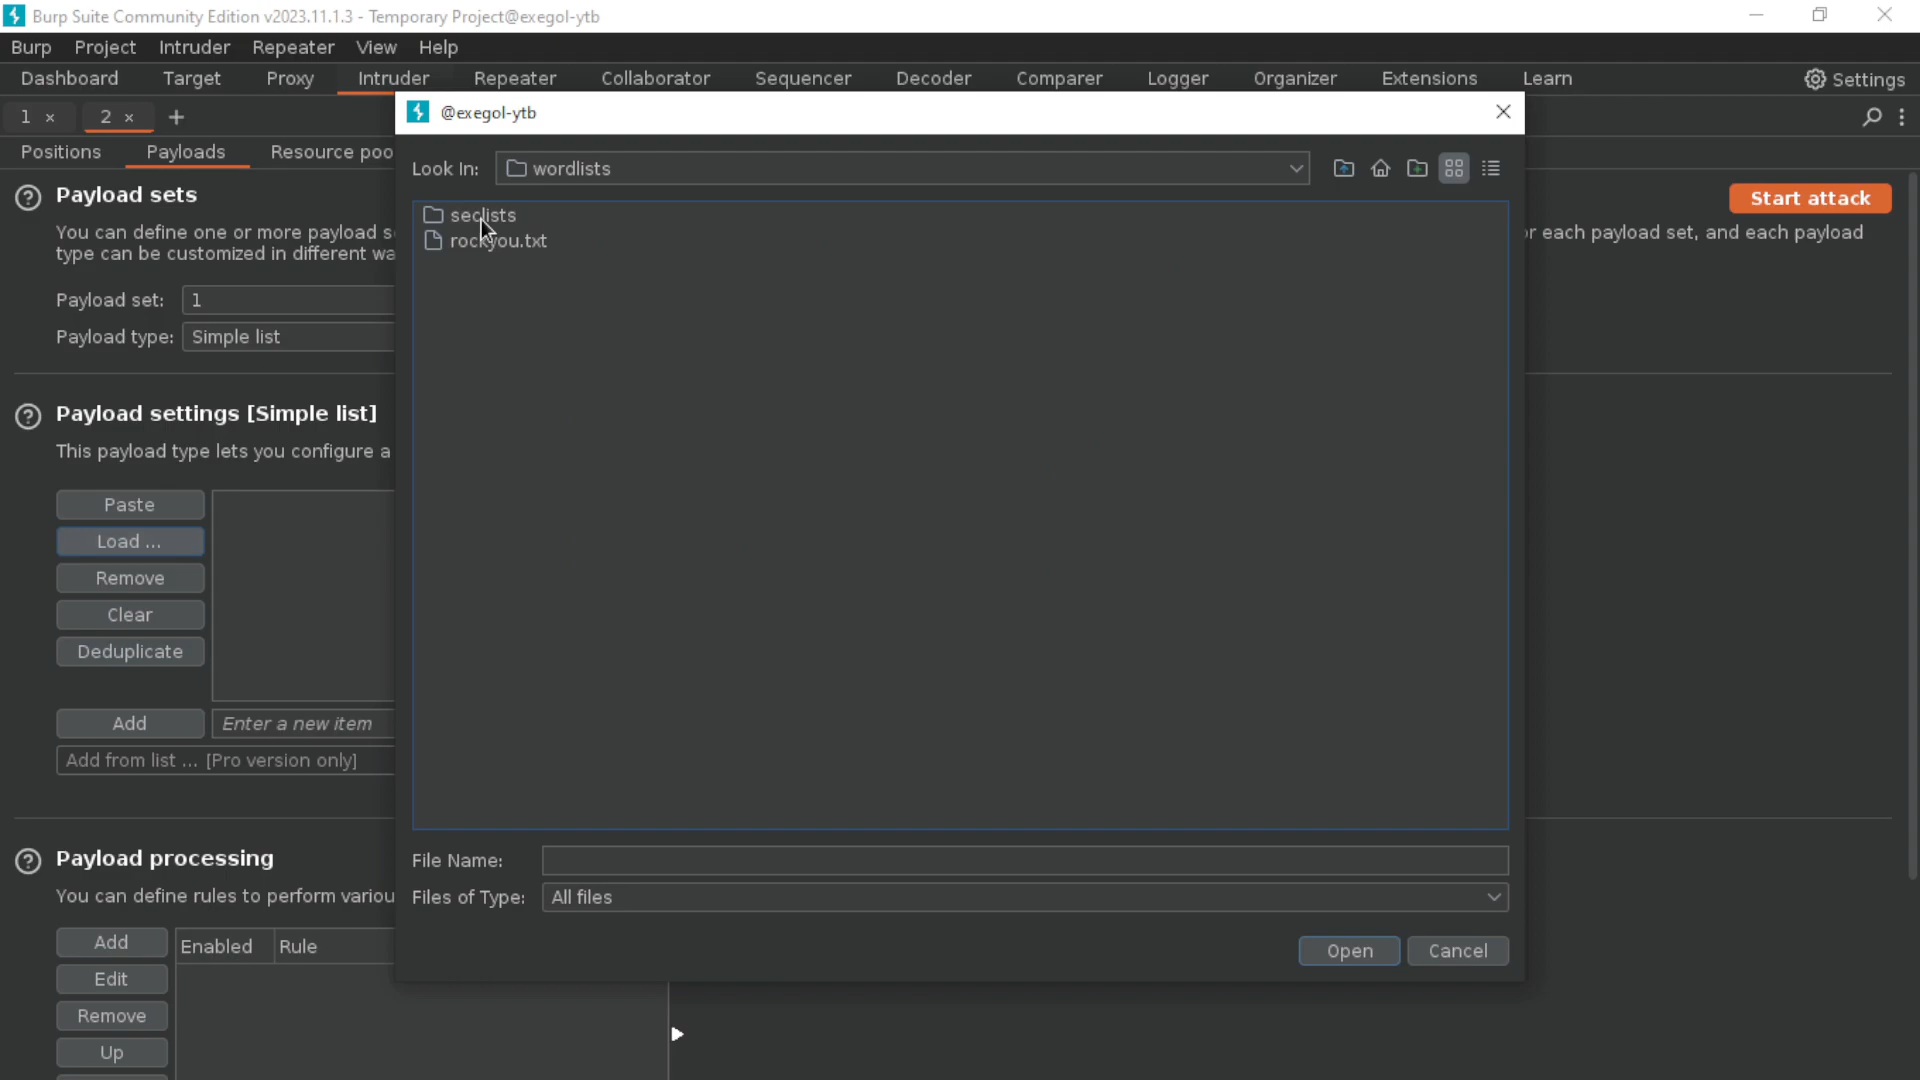 Burp Suite Community Edition v2023.11.1.3 - Temporary Project@exegol-ytb
Burp Project Intruder Repeater View Help
Dashboard Target Proxy Intruder Repeater Collaborator Sequencer Decoder Comparer Logger Organizer Extensions Learn Settings
1 × 2 × +
Positions Payloads Resource poo
@exegol-ytb
Look In: wordlists
seclists
rockyou.txt
File Name:
Files of Type: All files
Open Cancel
Payload sets
Start attack
You can define one or more payload s
or each payload set, and each payload
type can be customized in different wa
Payload set: 1
Payload type: Simple list
Payload settings [Simple list]
This payload type lets you configure a
Paste
Load ...
Remove
Clear
Deduplicate
Add Enter a new item
Add from list ... [Pro version only]
Payload processing
You can define rules to perform variou
Add Enabled Rule
Edit
Remove
Up